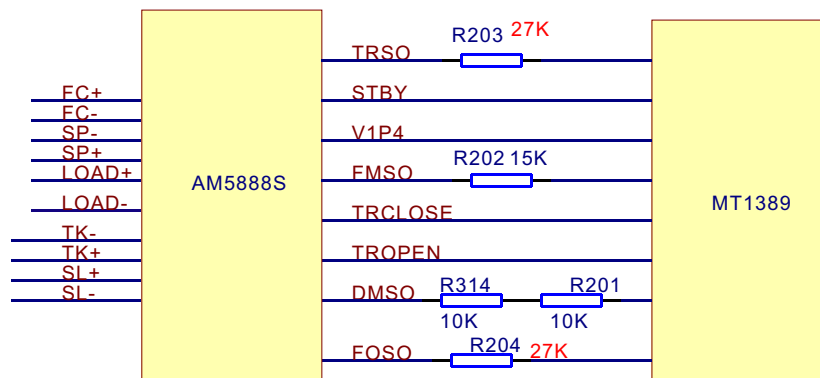 R203 27K
TRSO
FC+
STBY
FC-
SP-
V1P4
SP+
R202 15K
LOAD+
AM5888S
FMSO
MT1389
LOAD-
TRCLOSE
TK-
TK+
TROPEN
SL+
R314
R201
SL-
DMSO
10K
10K
R204 27K
FOSO